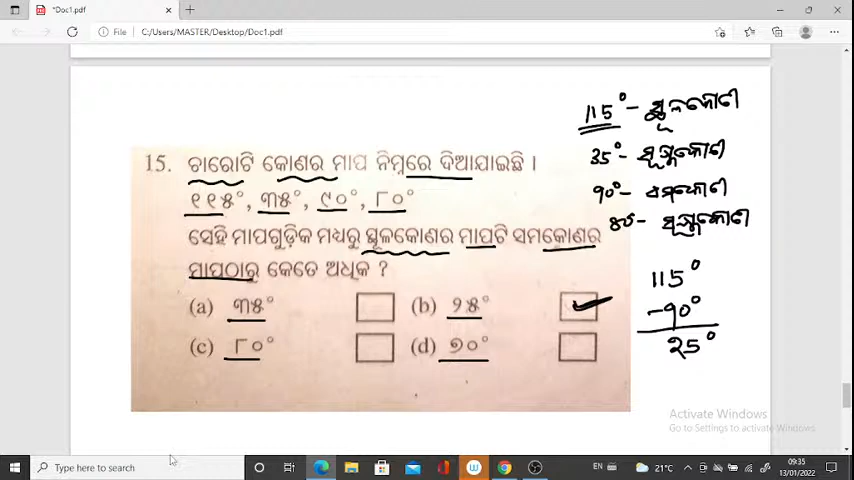 *Doc1.pdf
File C:/Users/MASTER/Desktop/Doc1.pdf
15. ଚାରୋଟି କୋଣର ମାପ ନିମ୍ନରେ ଦିଆଯାଇଛି ।
୧୧୫°, ୩୫°, ୯୦°, ୮୦°
ସେହି ମାପଗୁଡ଼ିକ ମଧ୍ୟରୁ ସ୍ଥୂଳକୋଣର ମାପଟି ସମକୋଣର
ମାପଠାରୁ କେତେ ଅଧିକ ?
(a) ୩୫° (b) ୨୫°
(c) ୮୦° (d) ୭୦°
115° - ସ୍ଥୂଳକୋଣ
35° - ସୂକ୍ଷ୍ମକୋଣ
90° - ସମକୋଣ
80 - ସୂକ୍ଷ୍ମକୋଣ
115°
-90°
25°
Activate Windows
Go to Settings to activate Windows.
Type here to search
EN
21°C
09:35
13/01/2022